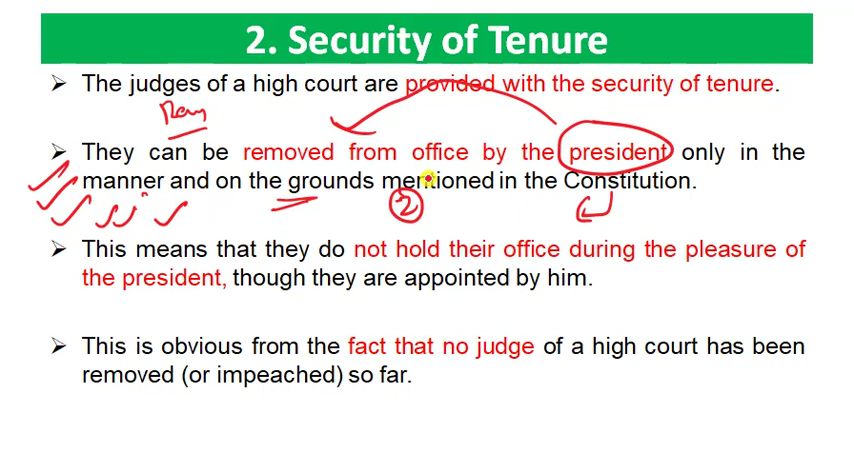 2. Security of Tenure
➢ The judges of a high court are provided with the security of tenure.
➢ They can be removed from office by the president only in the
manner and on the grounds mentioned in the Constitution.
2
➢ This means that they do not hold their office during the pleasure of
the president, though they are appointed by him.
➢ This is obvious from the fact that no judge of a high court has been
removed (or impeached) so far.